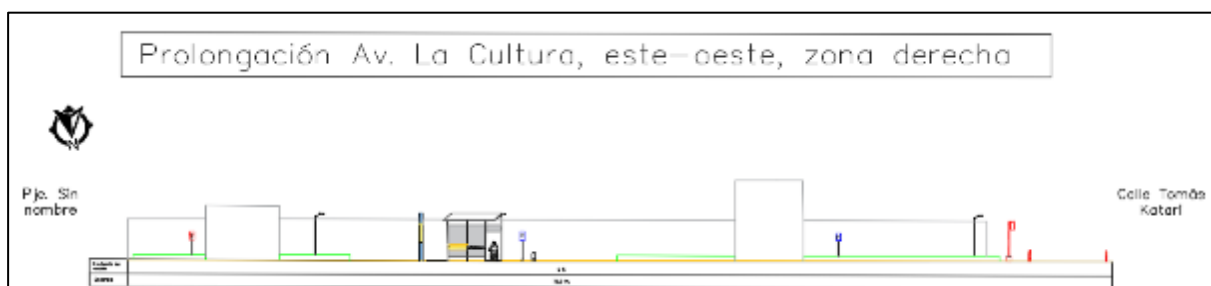 Prolongación Av. La Cultura, este-oeste, zona derecha
N
Pje. Sin
nombre
Calle Tomás
Katari